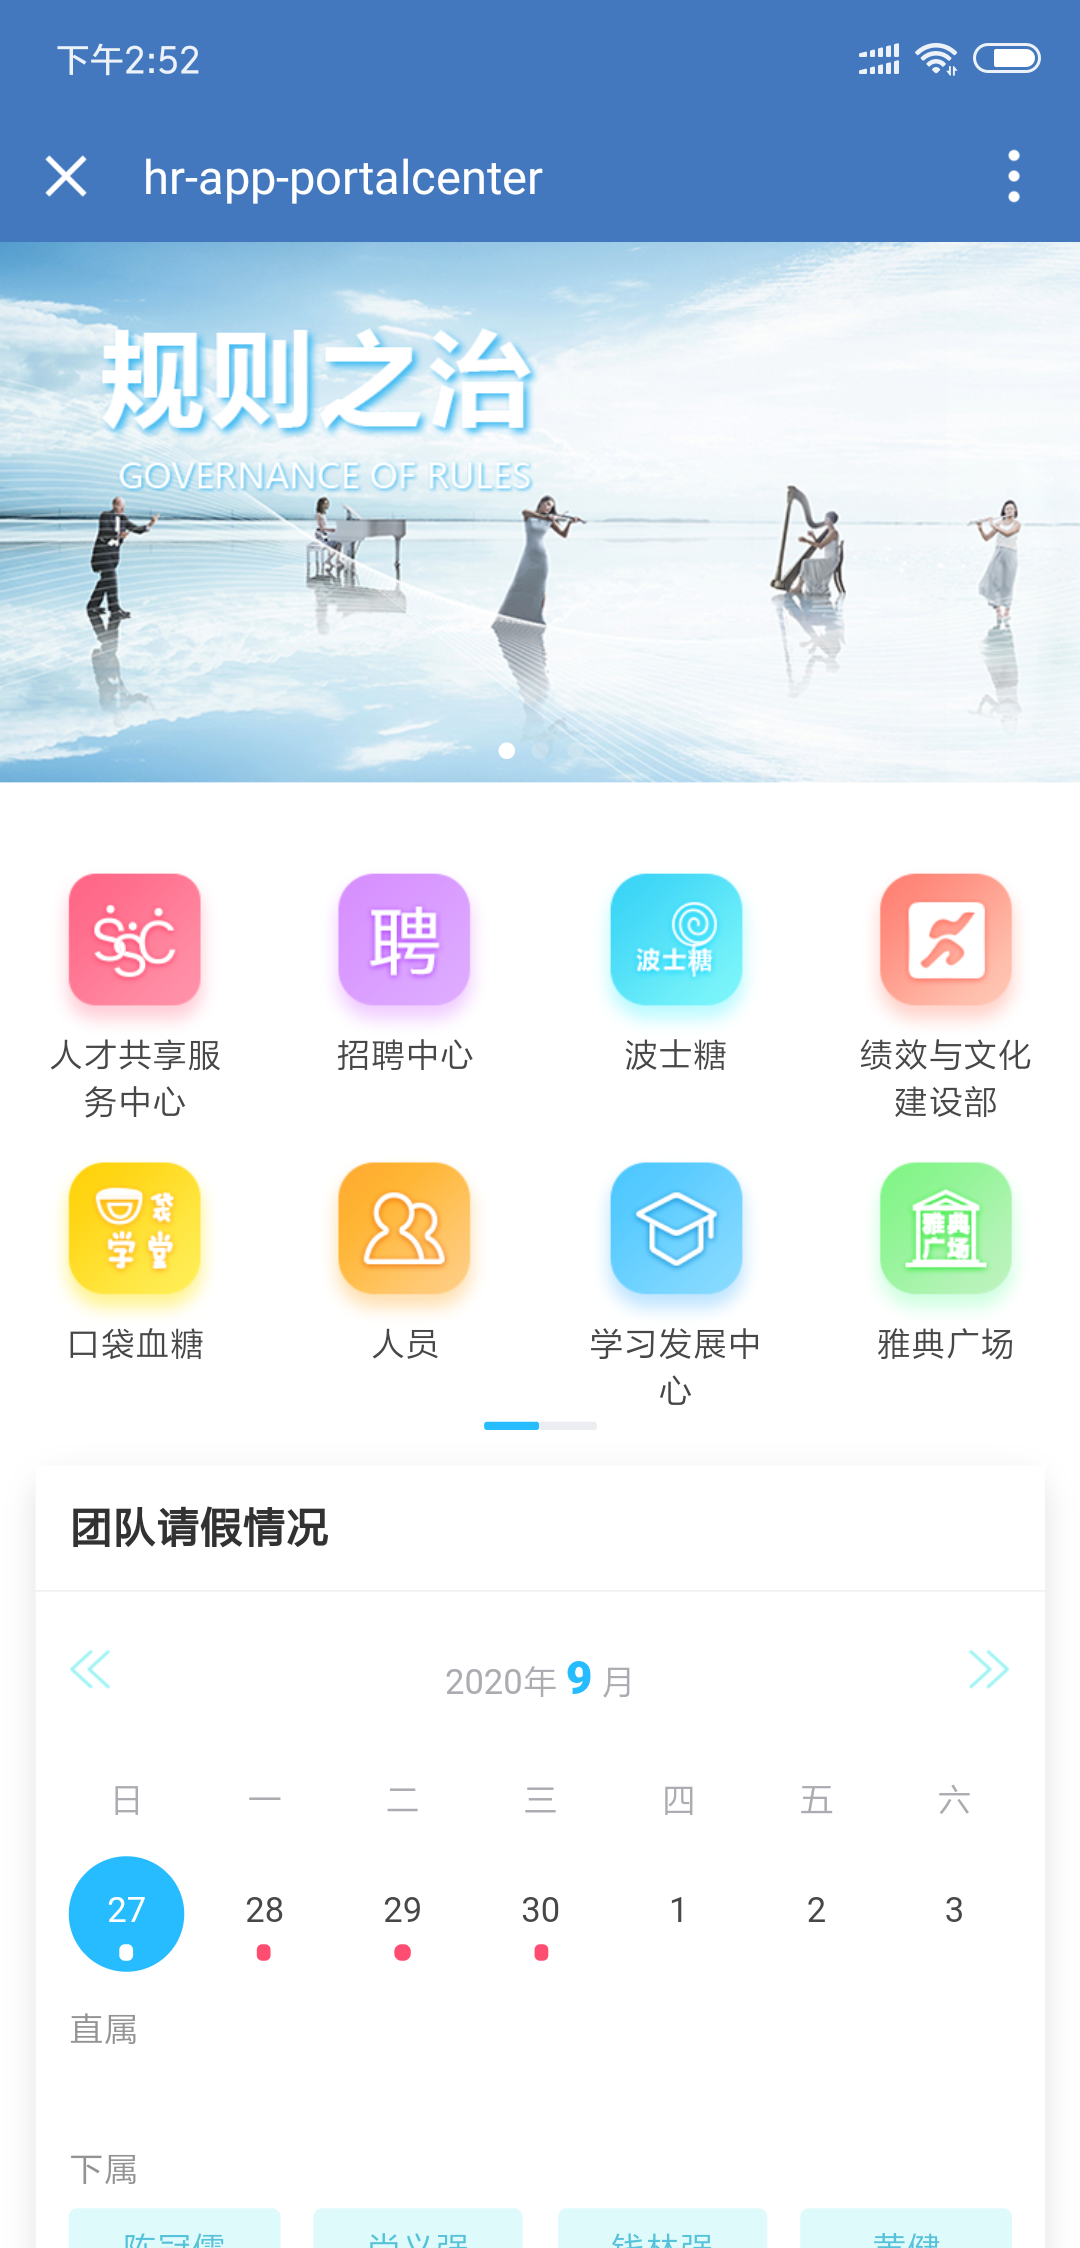 下午2:52
hr-app-portalcenter
规则之治
GOVERNANCE OF RULES
SSC
聘
波士糖
袋
学堂
雅典
广场
人才共享服
务中心
招聘中心
波士糖
绩效与文化
建设部
口袋血糖
人员
学习发展中
心
雅典广场
团队请假情况
2020年 9 月
日 一 二 三 四 五 六
27 28 29 30 1 2 3
直属
下属